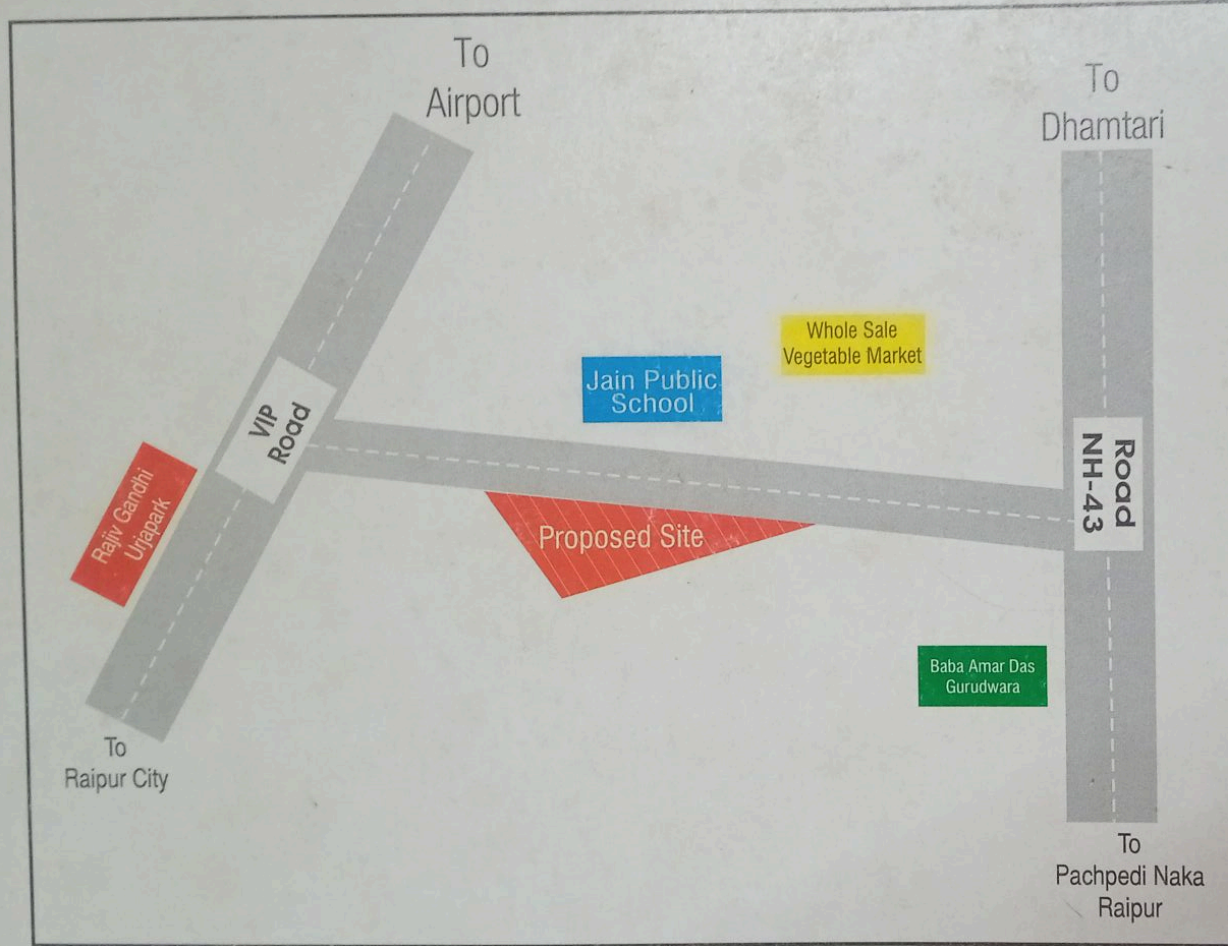 To
Airport
To
Dhamtari
Whole Sale
Vegetable Market
Jain Public
School
VIP
Road
Road
NH-43
Rajiv Gandhi
Urjapark
Proposed Site
Baba Amar Das
Gurudwara
To
Raipur City
To
Pachpedi Naka
Raipur